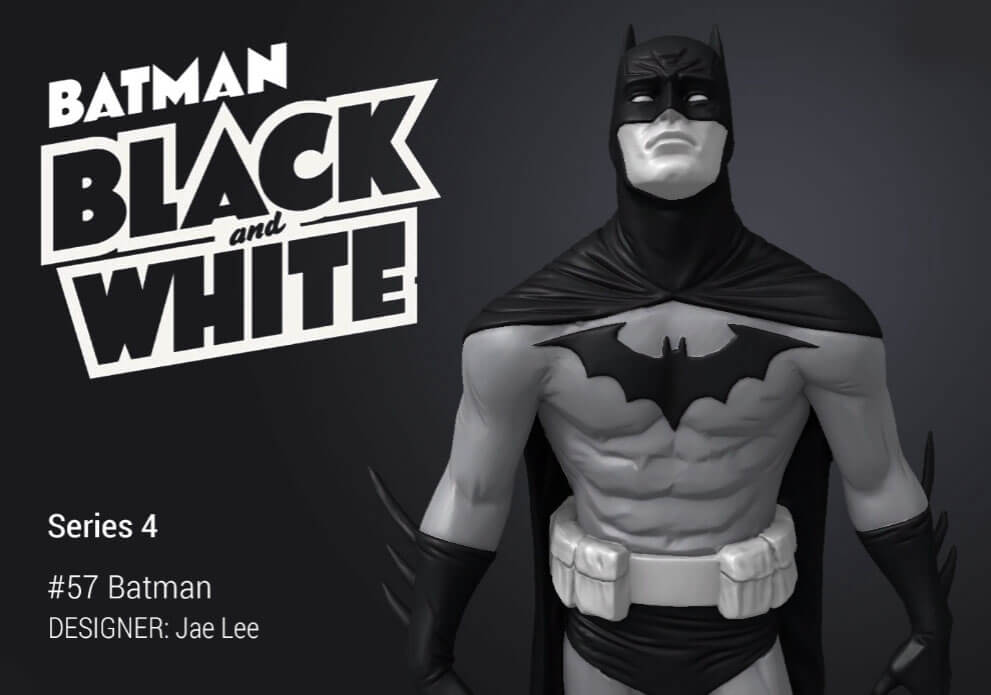 BATMAN
BLACK
and
WHITE
Series 4
#57 Batman
DESIGNER: Jae Lee